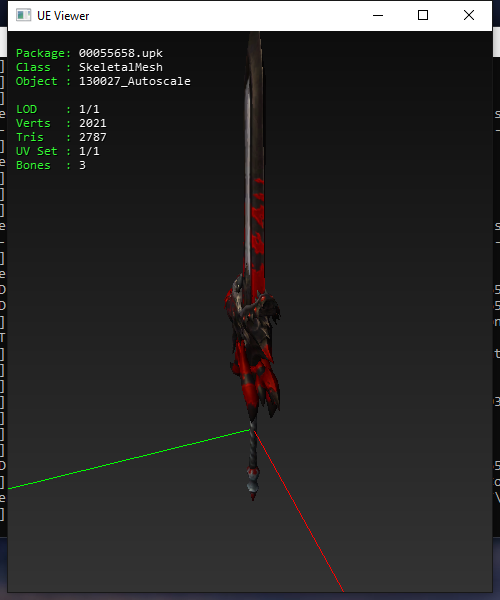 UE Viewer
Package: 00055658.upk
Class : SkeletalMesh
Object : 130027_Autoscale
LOD : 1/1
Verts : 2021
Tris : 2787
UV Set : 1/1
Bones : 3